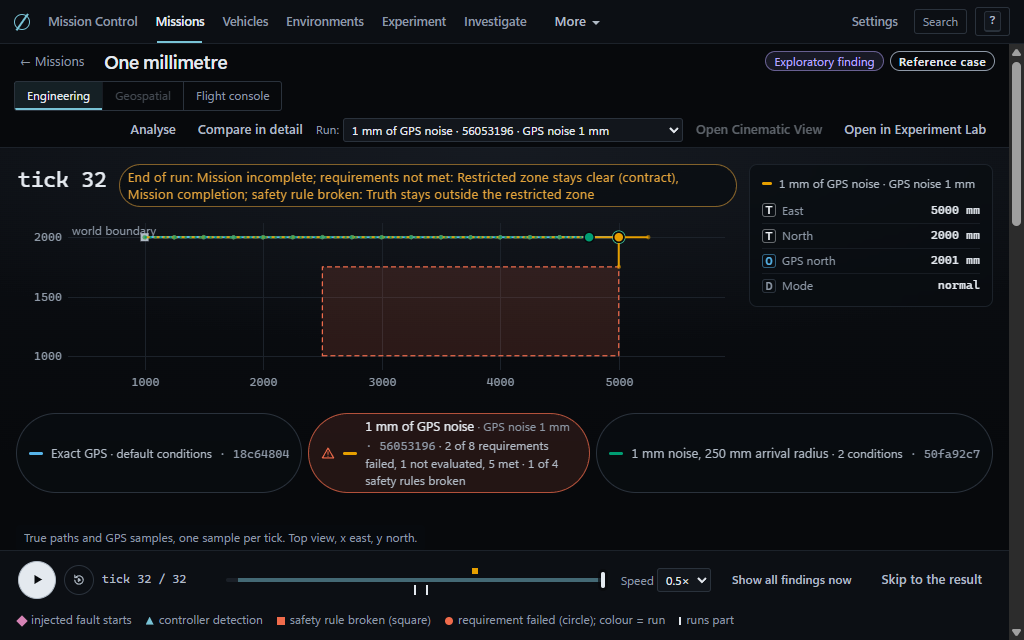 Mission Control Missions Vehicles Environments Experiment Investigate More Settings Search ?
← Missions One millimetre Exploratory finding Reference case
Engineering Geospatial Flight console
Analyse Compare in detail Run: 1 mm of GPS noise · 56053196 · GPS noise 1 mm Open Cinematic View Open in Experiment Lab
tick 32
End of run: Mission incomplete; requirements not met: Restricted zone stays clear (contract),
Mission completion; safety rule broken: Truth stays outside the restricted zone
1 mm of GPS noise · GPS noise 1 mm
T East 5000 mm
T North 2000 mm
O GPS north 2001 mm
D Mode normal
world boundary
2000
1500
1000
1000 2000 3000 4000 5000
Exact GPS · default conditions · 18c64804
1 mm of GPS noise · GPS noise 1 mm
· 56053196 · 2 of 8 requirements
failed, 1 not evaluated, 5 met · 1 of 4
safety rules broken
1 mm noise, 250 mm arrival radius · 2 conditions · 50fa92c7
True paths and GPS samples, one sample per tick. Top view, x east, y north.
tick 32 / 32 Speed 0.5× Show all findings now Skip to the result
injected fault starts controller detection safety rule broken (square) requirement failed (circle); colour = run runs part